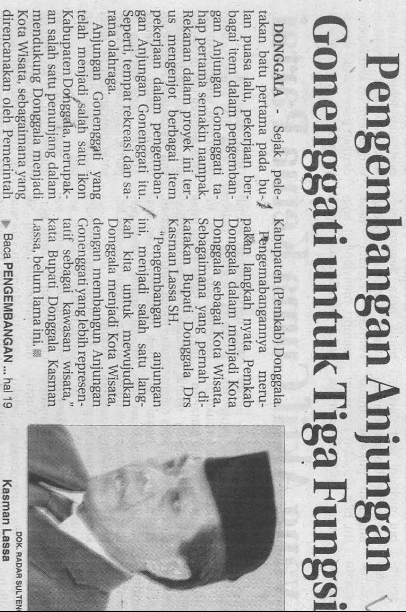 Pengembangan Anjungan
Gonenggati untuk Tiga Fungsi
DONGGALA - Sejak pele-
takan batu pertama pada bu-
lan puasa lalu, pekerjaan ber-
bagai item dalam pengemban-
gan Anjungan Gonenggati ta-
hap pertama semakin nampak.
Rekanan dalam proyek ini ter-
us mengenjot berbagai item
pekerjaan dalam pengemban-
gan Anjungan Gonenggati itu.
Seperti, tempat rekreasi dan sa-
rana olahraga.
Anjungan Gonenggati yang
telah menjadi salah satu ikon
Kabupaten Donggala, merupak-
an salah satu penunjang dalam
mendukung Donggala menjadi
Kota Wisata, sebagaimana yang
direncanakan oleh Pemerintah
Kabupaten (Pemkab) Donggala.
Pengemabangannya meru-
pakan langkah nyata Pemkab
Donggala dalam menjadi Kota
Donggala sebagai Kota Wisata.
Sebagaimana yang pernah di-
katakan Bupati Donggala Drs
Kasman Lassa SH.
"Pengembangan anjungan
ini, menjadi salah satu lang-
kah kita untuk mewujudkan
Donggala menjadi Kota Wisata,
dengan membangun Anjungan
Gonenggati yang lebih represen-
tatif sebagai kawasan wisata,"
kata Bupati Donggala Kasman
Lassa, belum lama ini.
Baca PENGEMBANGAN ... hal 19
DOK. RADAR SULTENG
Kasman Lassa